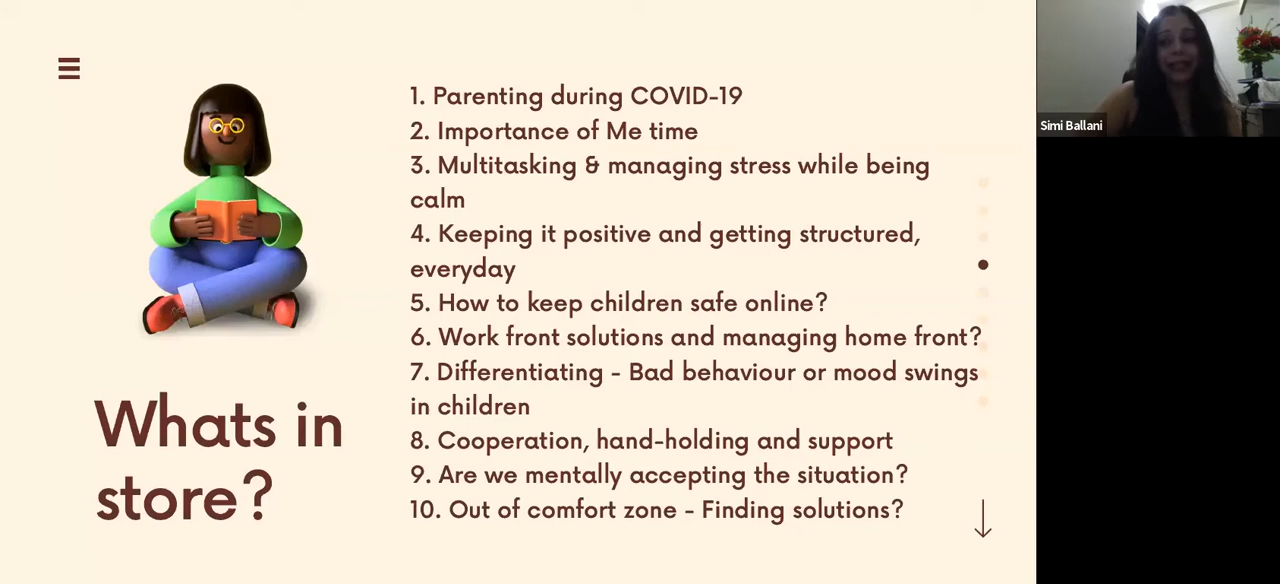 1. Parenting during COVID-19
2. Importance of Me time
3. Multitasking & managing stress while being
calm
4. Keeping it positive and getting structured,
everyday
5. How to keep children safe online?
6. Work front solutions and managing home front?
7. Differentiating - Bad behaviour or mood swings
in children
8. Cooperation, hand-holding and support
9. Are we mentally accepting the situation?
10. Out of comfort zone - Finding solutions?
Whats in
store?
Simi Ballani